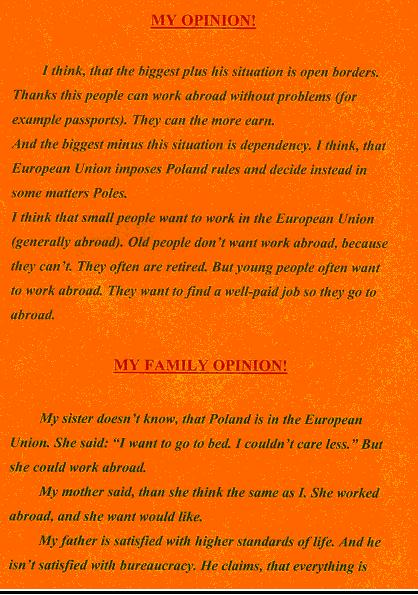 MY OPINION!
I think, that the biggest plus his situation is open borders.
Thanks this people can work abroad without problems (for
example passports). They can the more earn.
And the biggest minus this situation is dependency. I think, that
European Union imposes Poland rules and decide instead in
some matters Poles.
I think that small people want to work in the European Union
(generally abroad). Old people don't want work abroad, because
they can't. They often are retired. But young people often want
to work abroad. They want to find a well-paid job so they go to
abroad.
MY FAMILY OPINION!
My sister doesn't know, that Poland is in the European
Union. She said: "I want to go to bed. I couldn't care less." But
she could work abroad.
My mother said, than she think the same as I. She worked
abroad, and she want would like.
My father is satisfied with higher standards of life. And he
isn't satisfied with bureaucracy. He claims, that everything is